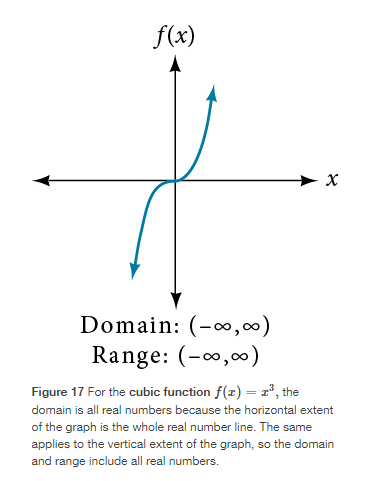 f(x)
x
Domain: (−∞,∞)
Range: (−∞,∞)
Figure 17 For the cubic function f(x) = x³, the
domain is all real numbers because the horizontal extent
of the graph is the whole real number line. The same
applies to the vertical extent of the graph, so the domain
and range include all real numbers.